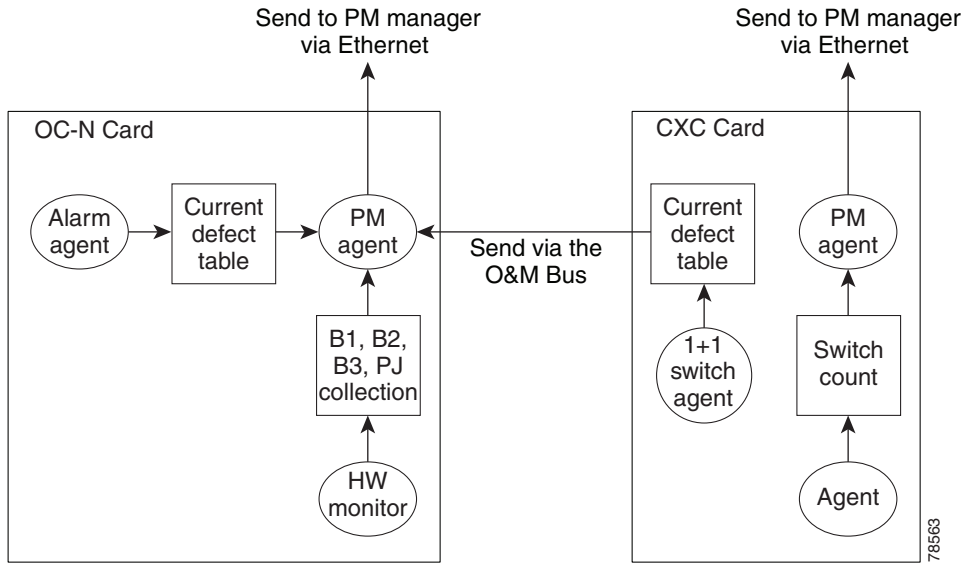 Send to PM manager
via Ethernet
Send to PM manager
via Ethernet
OC-N Card
CXC Card
Alarm
agent
Current
defect
table
PM
agent
Send via the
O&M Bus
Current
defect
table
PM
agent
B1, B2,
B3, PJ
collection
1+1
switch
agent
Switch
count
HW
monitor
Agent
78563